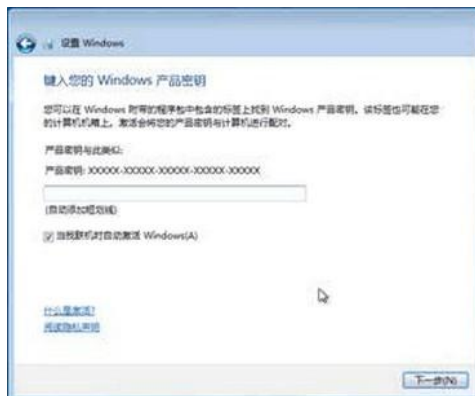 设置 Windows
键入您的 Windows 产品密钥
您可以在 Windows 附带的程序包中包含的标签上找到 Windows 产品密钥。该标签也可能在您
的计算机机箱上。激活会将您的产品密钥与计算机进行配对。
产品密钥与此类似:
产品密钥: XXXXX-XXXXX-XXXXX-XXXXX-XXXXX
(自动添加短划线)
当我联机时自动激活 Windows(A)
什么是激活?
阅读隐私声明
下一步(N)